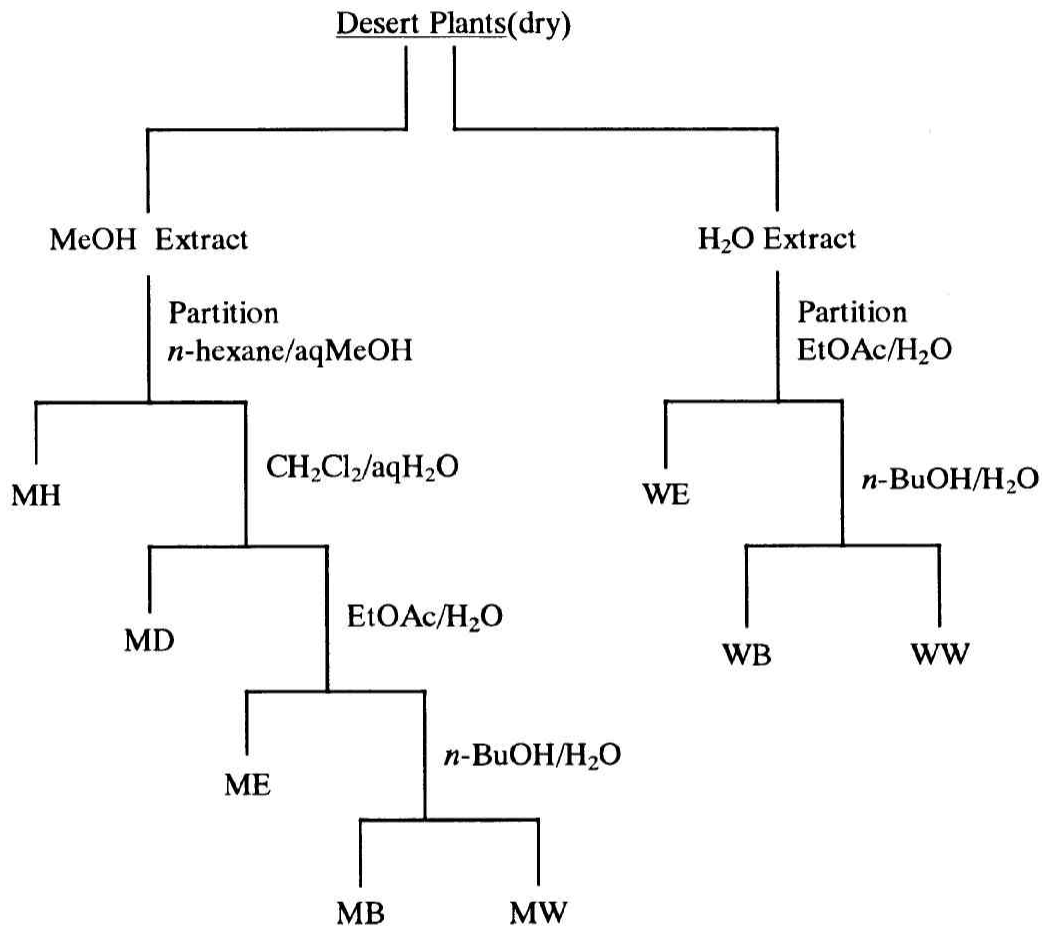 Desert Plants(dry)
MeOH Extract
H₂O Extract
Partition
n-hexane/aqMeOH
Partition
EtOAc/H₂O
MH
CH₂Cl₂/aqH₂O
WE
n-BuOH/H₂O
MD
EtOAc/H₂O
WB
WW
ME
n-BuOH/H₂O
MB
MW